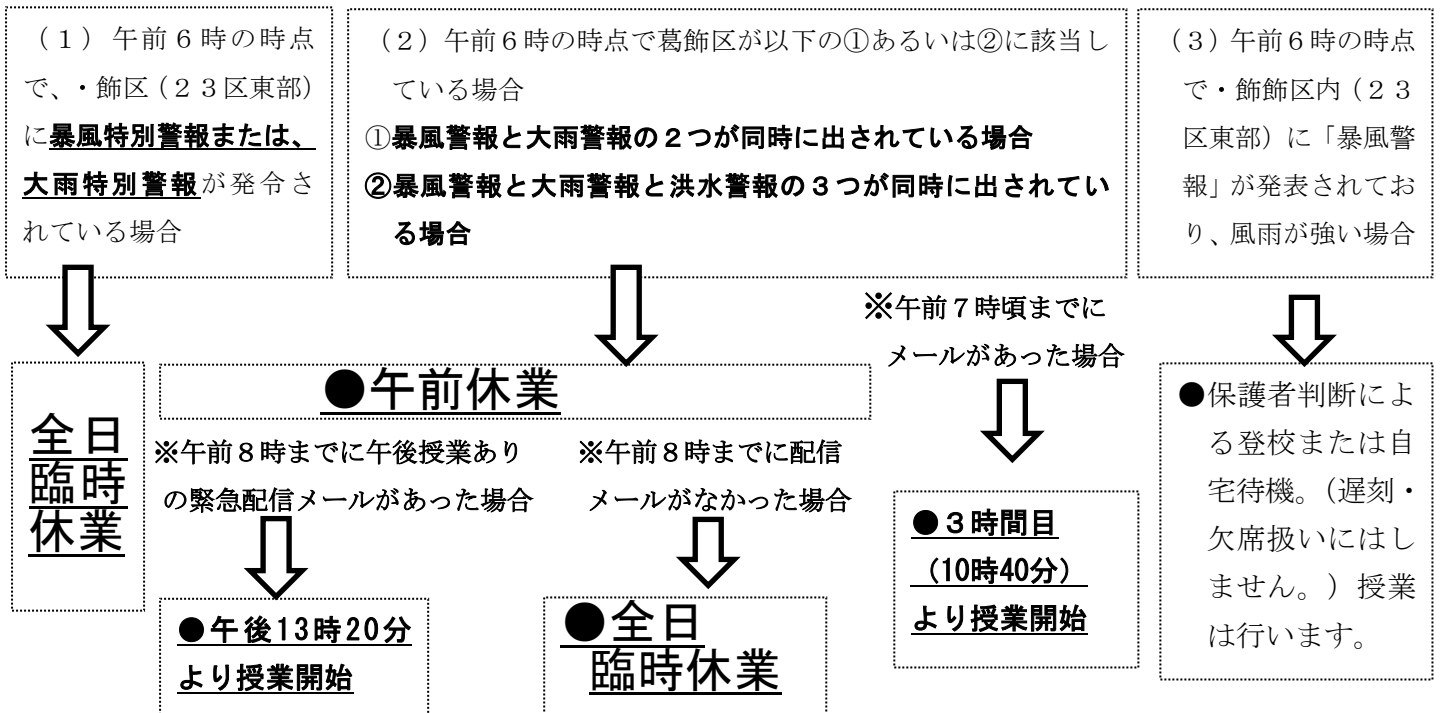 （１）午前６時の時点
で、・飾区（２３区東部）
に暴風特別警報または、
大雨特別警報が発令さ
れている場合
（２）午前６時の時点で葛飾区が以下の①あるいは②に該当し
ている場合
①暴風警報と大雨警報の２つが同時に出されている場合
②暴風警報と大雨警報と洪水警報の３つが同時に出されてい
る場合
（３）午前６時の時点
で・飾飾区内（２３
区東部）に「暴風警
報」が発表されてお
り、風雨が強い場合
※午前７時頃までに
メールがあった場合
全日
臨時
休業
●午前休業
※午前８時までに午後授業あり
の緊急配信メールがあった場合
※午前８時までに配信
メールがなかった場合
●午後13時20分
より授業開始
●全日
臨時休業
●３時間目
（10時40分）
より授業開始
●保護者判断によ
る登校または自
宅待機。（遅刻・
欠席扱いにはし
ません。）授業
は行います。